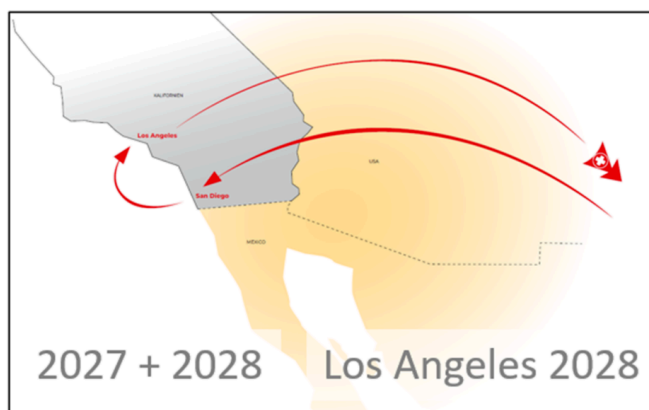 KALIFORNIEN
Los Angeles
USA
San Diego
MEXICO
2027 + 2028
Los Angeles 2028